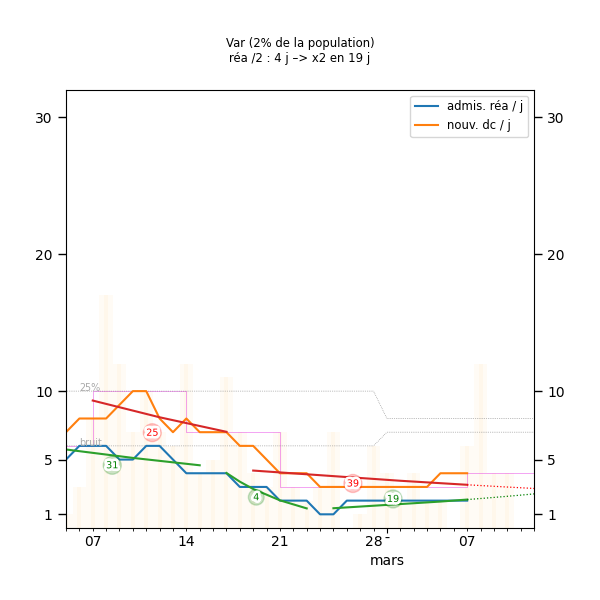 Var (2% de la population)
réa /2 : 4 j –> x2 en 19 j
admis. réa / j
nouv. dc / j
30 30
20 20
10 10
5 5
1 1
25%
bruit
25
31
4
39
19
07 14 21 28 07
mars